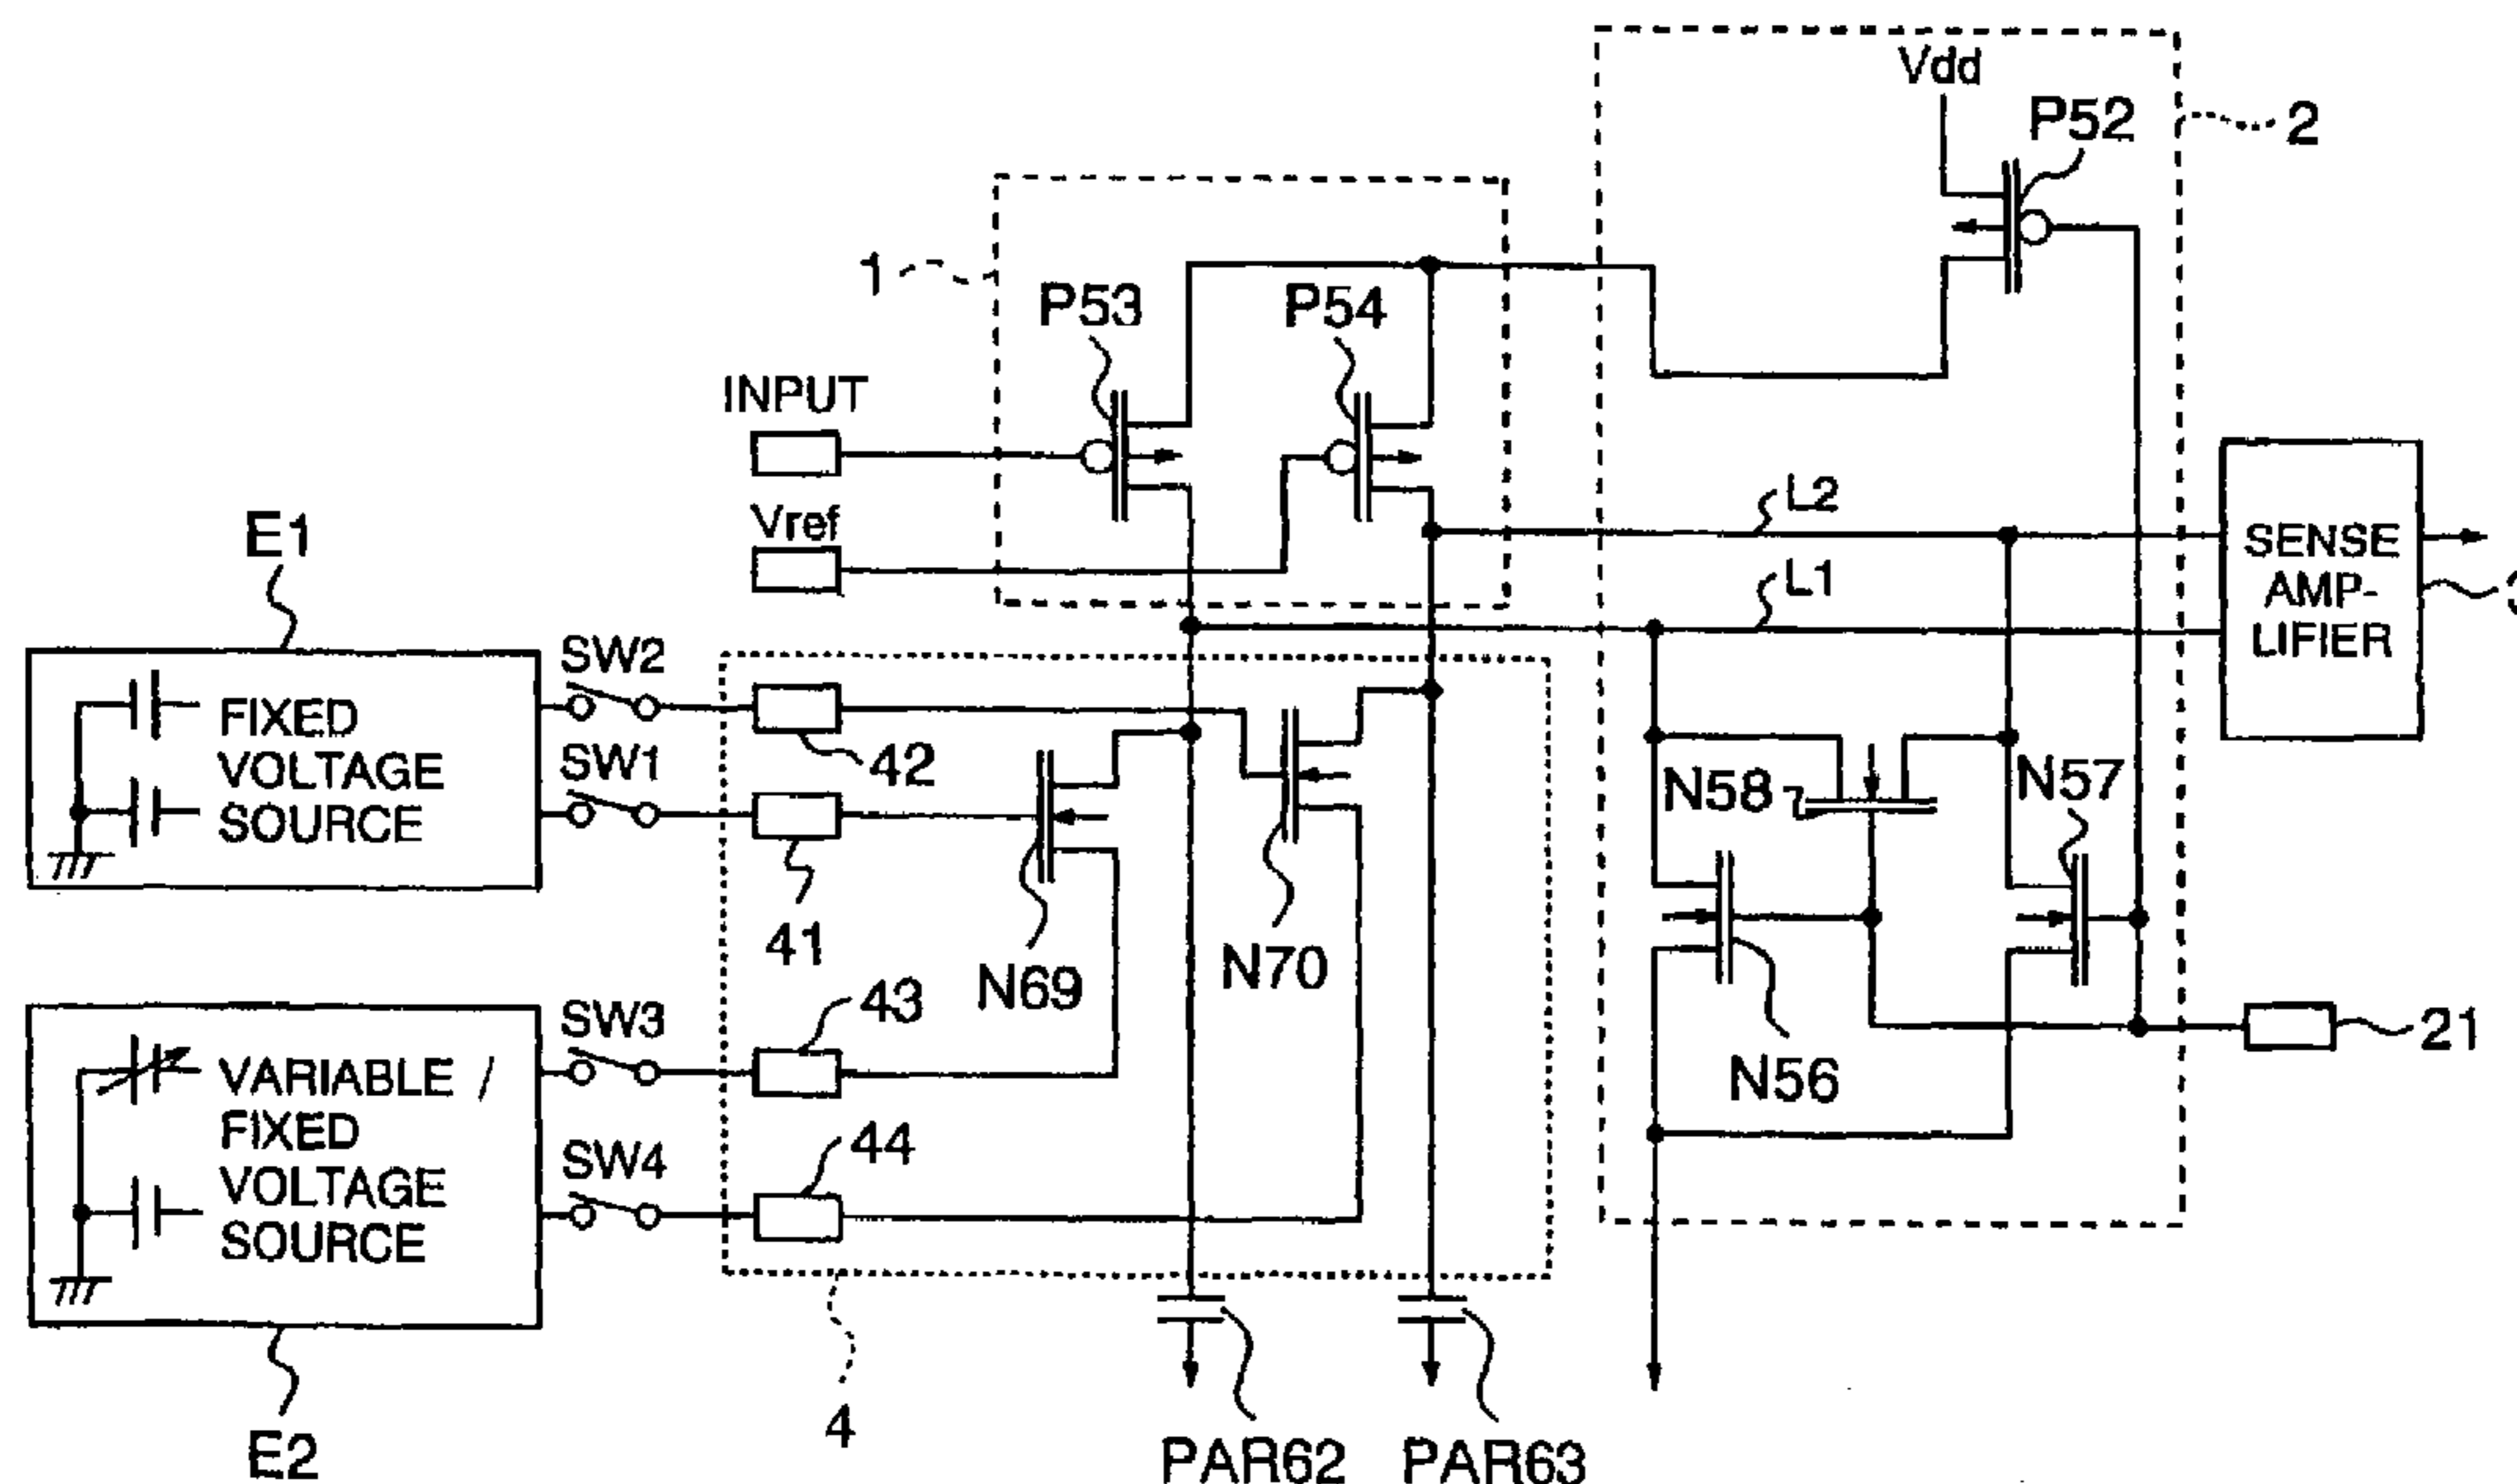 Vdd
P52
2
1
P53
P54
INPUT
Vref
L2
L1
SENSE
AMP-
LIFIER
E1
FIXED
VOLTAGE
SOURCE
SW2
SW1
42
41
N69
N70
N58
N57
N56
21
43
44
SW3
SW4
VARIABLE /
FIXED
VOLTAGE
SOURCE
E2
4
PAR62
PAR63